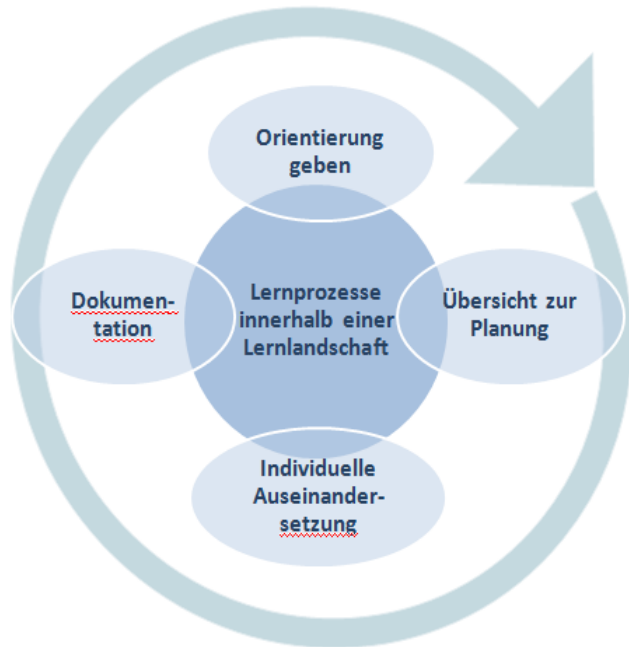 Orientierung
geben
Dokumen-
tation
Lernprozesse
innerhalb einer
Lernlandschaft
Übersicht zur
Planung
Individuelle
Auseinander-
setzung